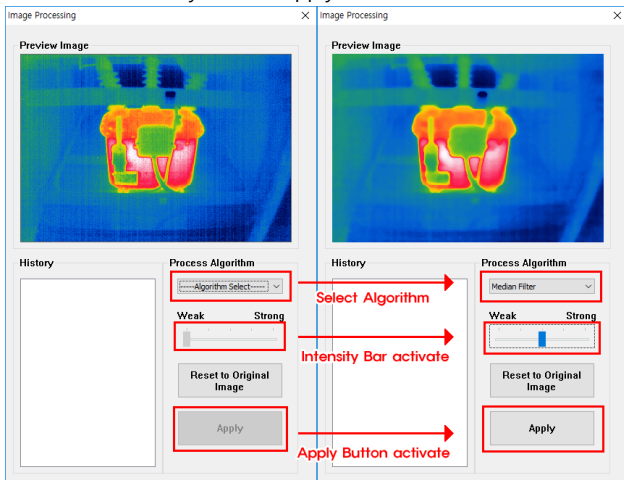 Image Processing
Preview Image
History
Process Algorithm
-----Algorithm Select-----
Weak Strong
Reset to Original
Image
Apply
Image Processing
Preview Image
History
Process Algorithm
Median Filter
Weak Strong
Reset to Original
Image
Apply
Select Algorithm
Intensity Bar activate
Apply Button activate